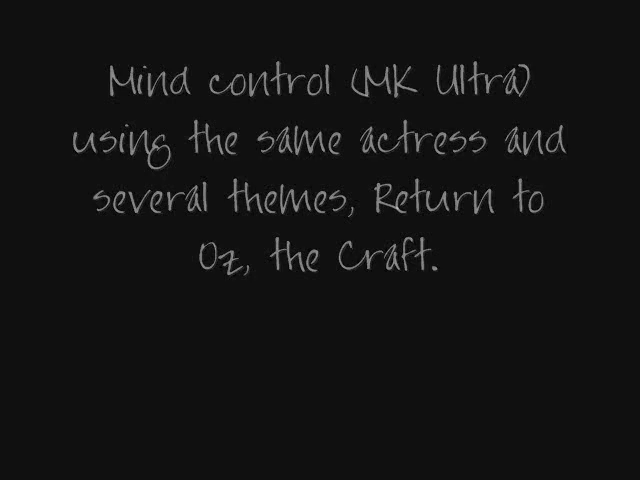 Mind control (MK Ultra)
using the same actress and
several themes, Return to
Oz, the Craft.